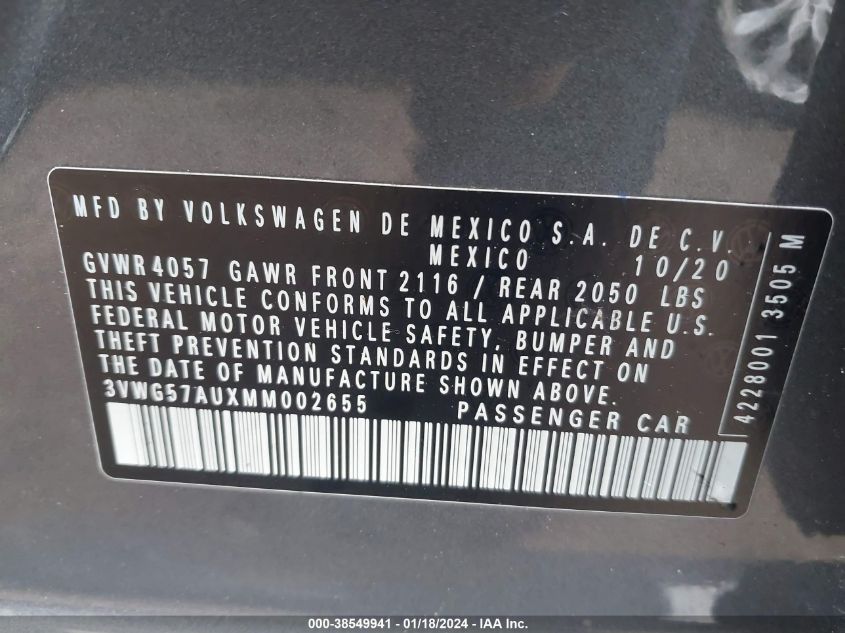 MFD BY VOLKSWAGEN DE MEXICO S.A. DE C.V.
MEXICO 10/20
GVWR 4057 GAWR FRONT 2116 / REAR 2050 LBS
THIS VEHICLE CONFORMS TO ALL APPLICABLE U.S.
FEDERAL MOTOR VEHICLE SAFETY, BUMPER AND
THEFT PREVENTION STANDARDS IN EFFECT ON
THE DATE OF MANUFACTURE SHOWN ABOVE.
3VWG57AUXMM002655 PASSENGER CAR
4228001 3505 M
000-38549941 - 01/18/2024 - IAA Inc.